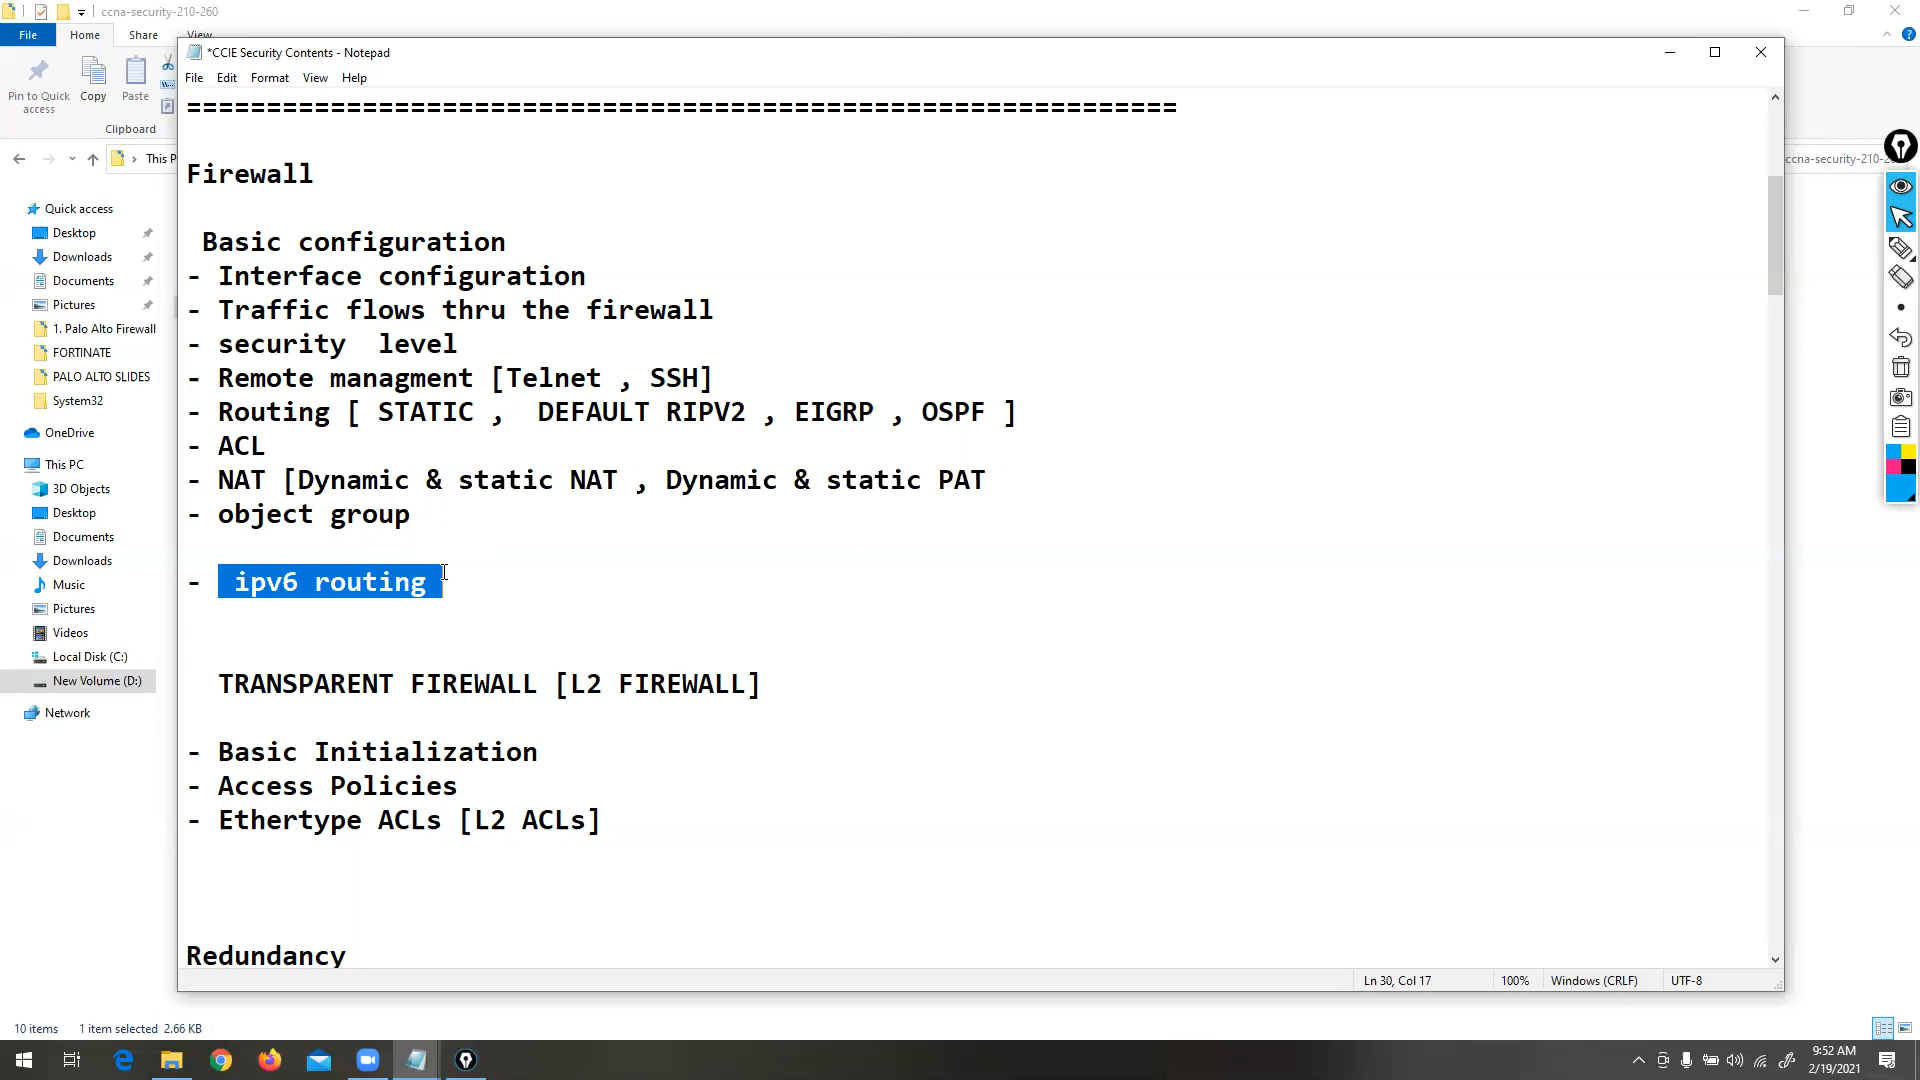 ccna-security-210-260
File
Home
Share
View
Pin to Quick access
Copy
Paste
Clipboard
This P
ccna-security-210-2
*CCIE Security Contents - Notepad
File Edit Format View Help
==============================================================
Firewall
Basic configuration
- Interface configuration
- Traffic flows thru the firewall
- security  level
- Remote managment [Telnet , SSH]
- Routing [ STATIC ,  DEFAULT RIPV2 , EIGRP , OSPF ]
- ACL
- NAT [Dynamic & static NAT , Dynamic & static PAT
- object group
-  ipv6 routing
TRANSPARENT FIREWALL [L2 FIREWALL]
- Basic Initialization
- Access Policies
- Ethertype ACLs [L2 ACLs]
Redundancy
Ln 30, Col 17
100%
Windows (CRLF)
UTF-8
Quick access
Desktop
Downloads
Documents
Pictures
1. Palo Alto Firewall
FORTINATE
PALO ALTO SLIDES
System32
OneDrive
This PC
3D Objects
Desktop
Documents
Downloads
Music
Pictures
Videos
Local Disk (C:)
New Volume (D:)
Network
10 items
1 item selected 2.66 KB
9:52 AM
2/19/2021